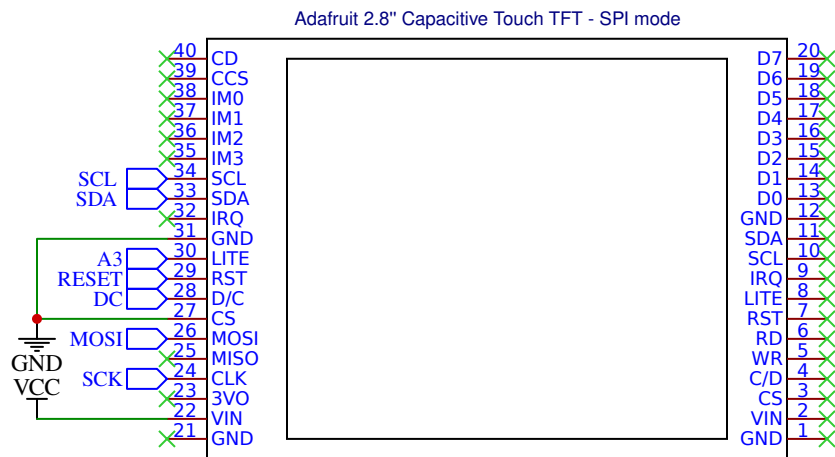 Adafruit 2.8" Capacitive Touch TFT - SPI mode
40 CD D7 20
39 CCS D6 19
38 IM0 D5 18
37 IM1 D4 17
36 IM2 D3 16
35 IM3 D2 15
SCL 34 SCL D1 14
SDA 33 SDA D0 13
32 IRQ GND 12
31 GND SDA 11
A3 30 LITE SCL 10
RESET 29 RST IRQ 9
DC 28 D/C LITE 8
27 CS RST 7
MOSI 26 MOSI RD 6
GND 25 MISO WR 5
VCC SCK 24 CLK C/D 4
23 3VO CS 3
22 VIN VIN 2
21 GND GND 1